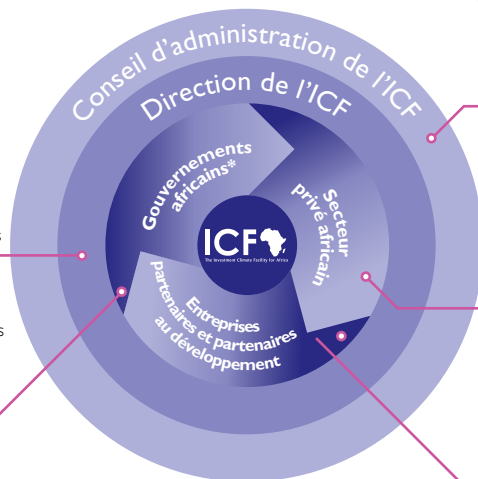 Conseil d’administration de l’ICF
Direction de l’ICF
Gouvernements
africains*
Secteur
privé africain
ICF
The Investment Climate Facility for Africa
Entreprises
partenaires et partenaires
au développement
s
s